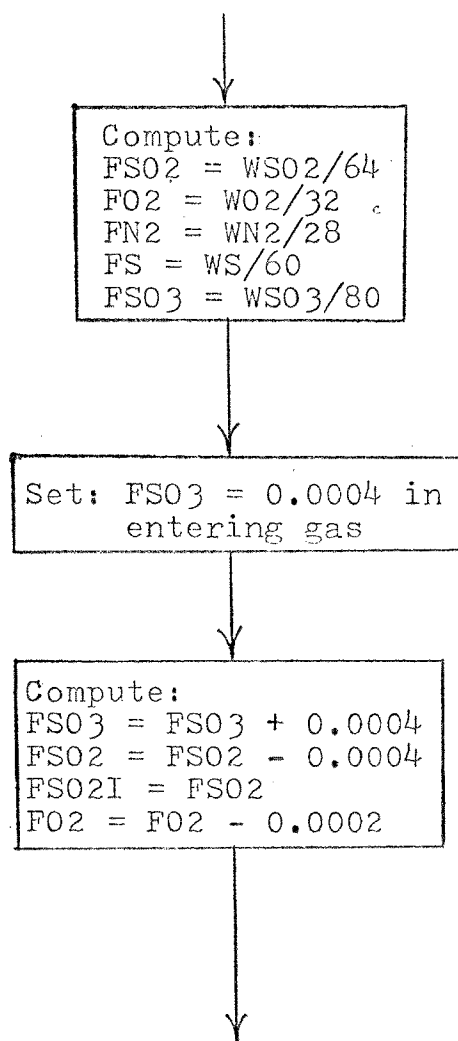 Compute:
FSO2 = WSO2/64
FO2 = WO2/32
FN2 = WN2/28
FS = WS/60
FSO3 = WSO3/80
Set: FSO3 = 0.0004 in
entering gas
Compute:
FSO3 = FSO3 + 0.0004
FSO2 = FSO2 - 0.0004
FSO2I = FSO2
FO2 = FO2 - 0.0002